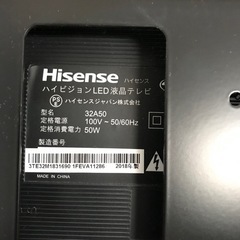 Hisense ハイセンス
ハイビジョンLED液晶テレビ
ハイセンスジャパン株式会社
型名 32A50
定格電源 100V~50/60Hz
定格消費電力 50W
製造番号
3TE32M1831690 1FEVA11286 2018年製
MADE IN CHINA